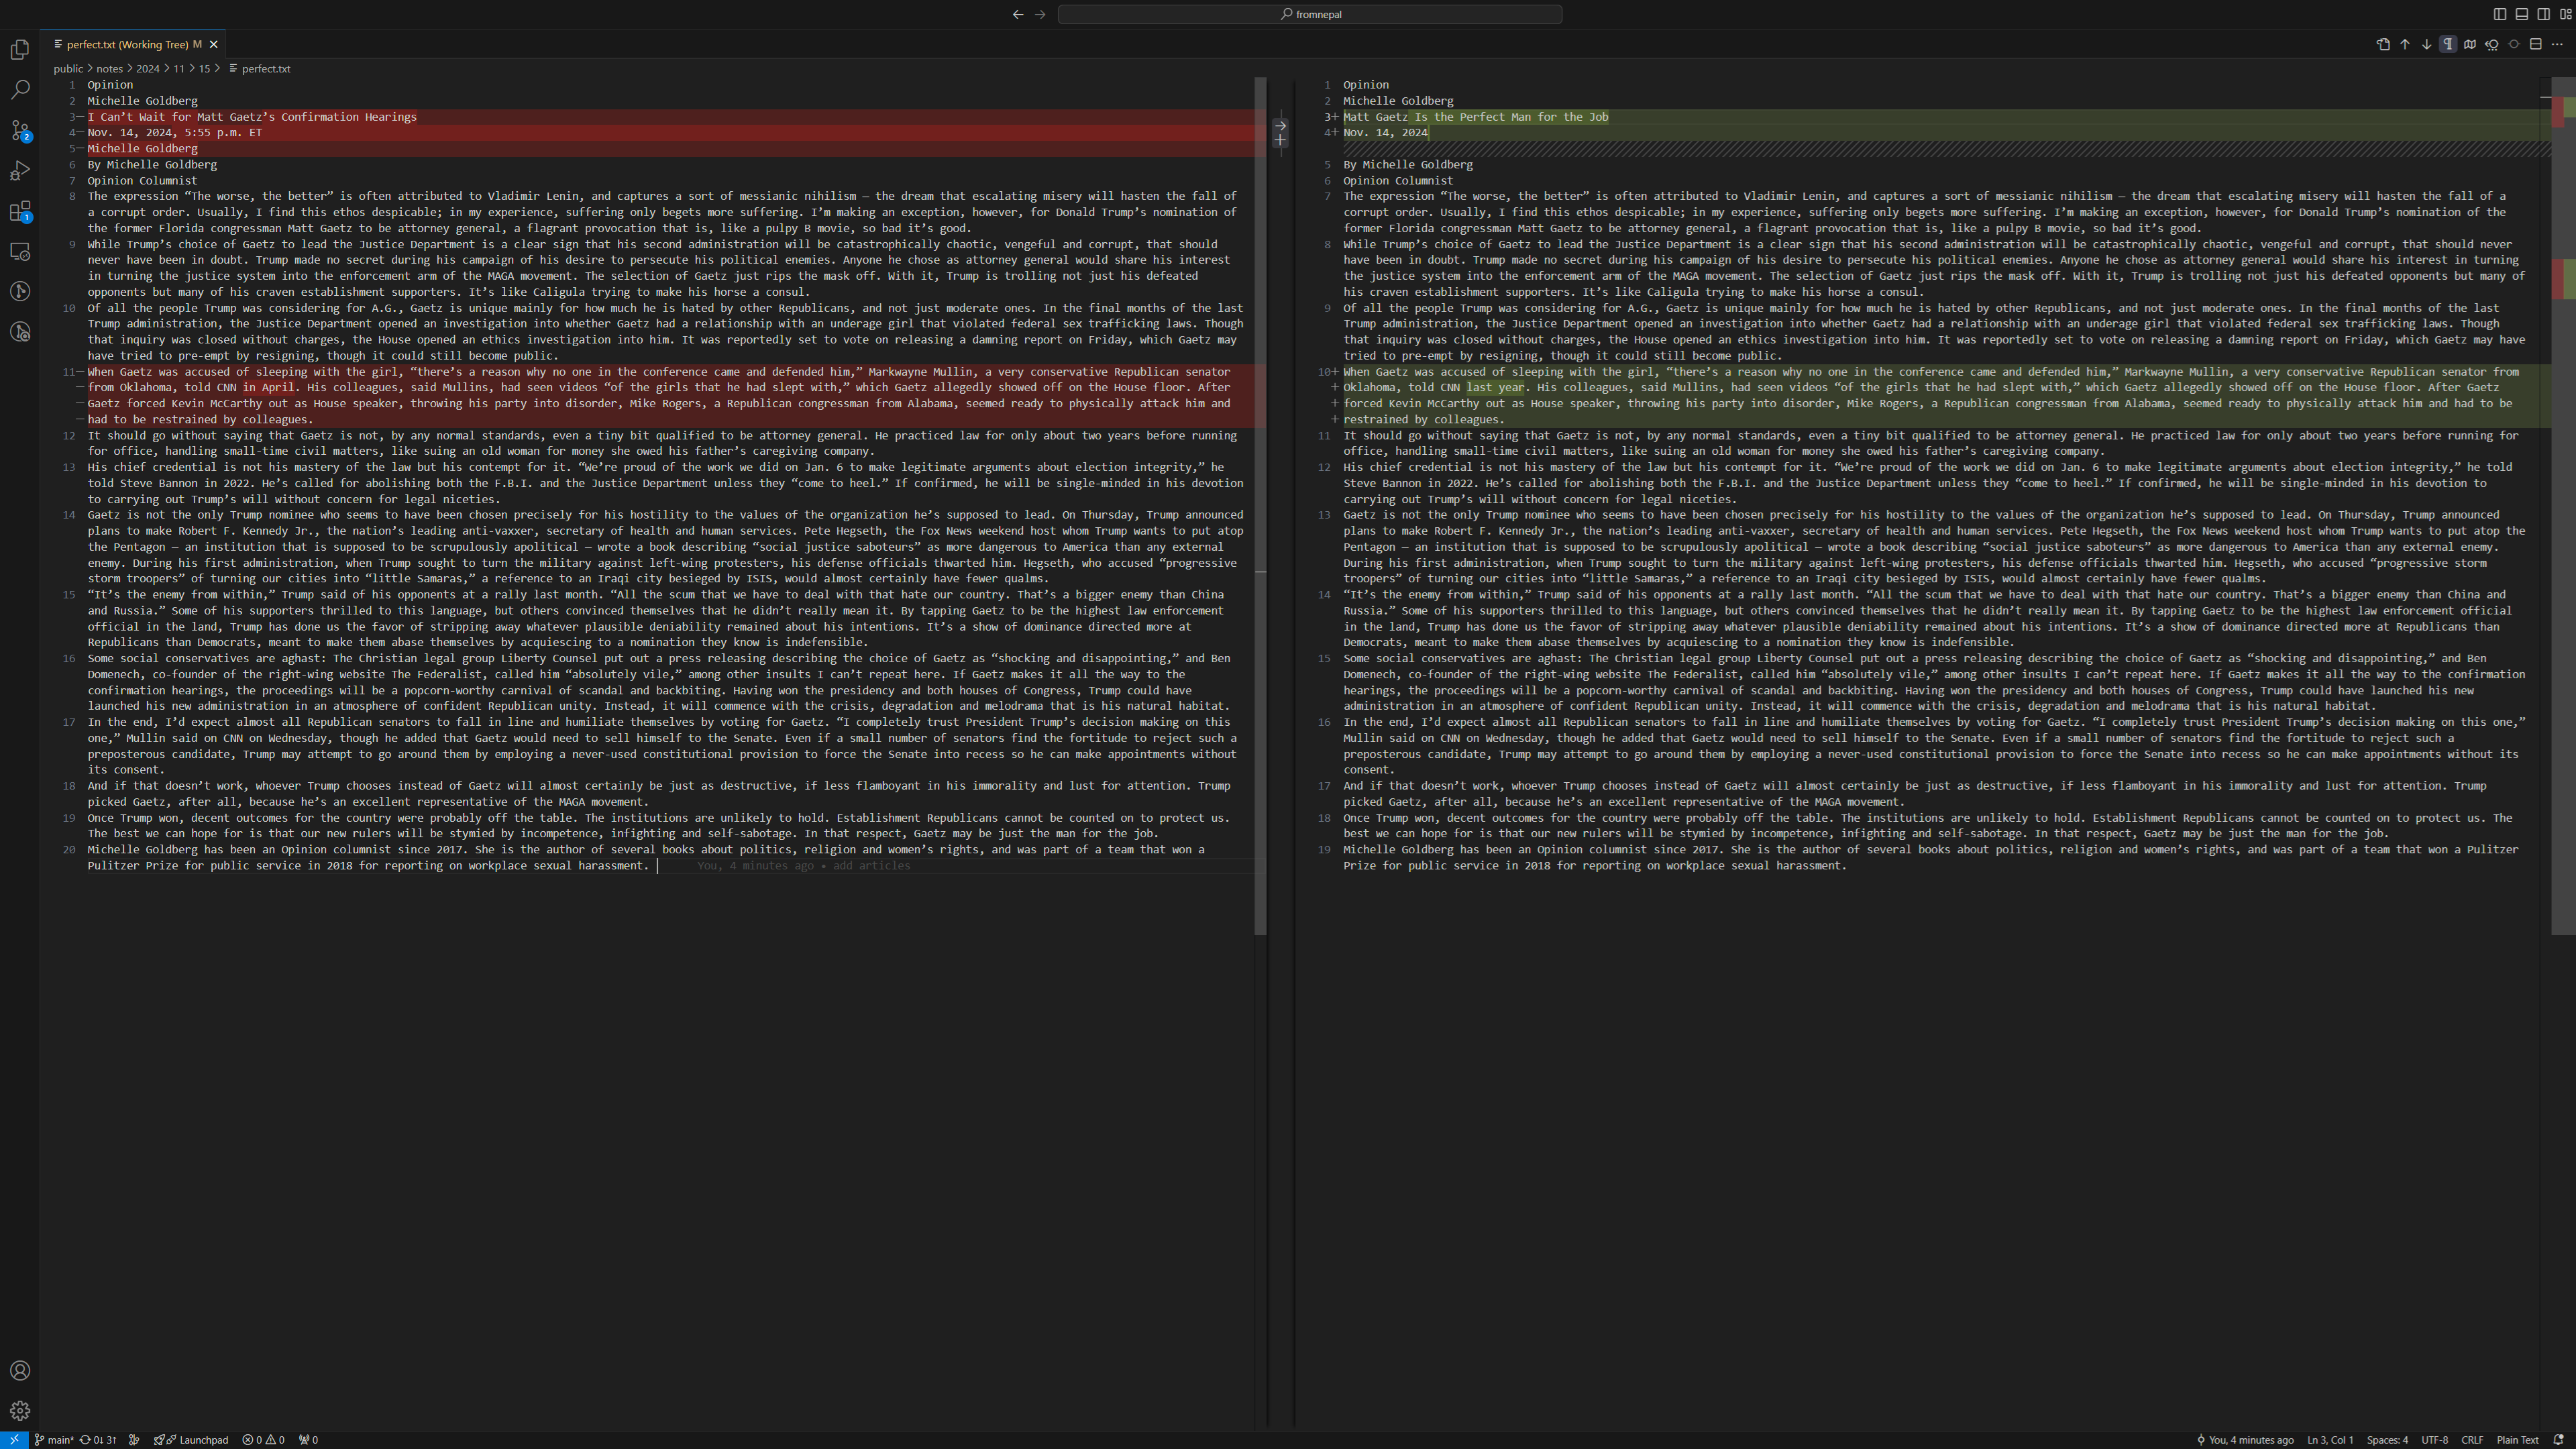 fromnepal
perfect.txt (Working Tree) M
public > notes > 2024 > 11 > 15 > perfect.txt
1 Opinion
2 Michelle Goldberg
3— I Can’t Wait for Matt Gaetz’s Confirmation Hearings
4— Nov. 14, 2024, 5:55 p.m. ET
5— Michelle Goldberg
6 By Michelle Goldberg
7 Opinion Columnist
8 The expression “The worse, the better” is often attributed to Vladimir Lenin, and captures a sort of messianic nihilism — the dream that escalating misery will hasten the fall of
a corrupt order. Usually, I find this ethos despicable; in my experience, suffering only begets more suffering. I’m making an exception, however, for Donald Trump’s nomination of
the former Florida congressman Matt Gaetz to be attorney general, a flagrant provocation that is, like a pulpy B movie, so bad it’s good.
9 While Trump’s choice of Gaetz to lead the Justice Department is a clear sign that his second administration will be catastrophically chaotic, vengeful and corrupt, that should
never have been in doubt. Trump made no secret during his campaign of his desire to persecute his political enemies. Anyone he chose as attorney general would share his interest
in turning the justice system into the enforcement arm of the MAGA movement. The selection of Gaetz just rips the mask off. With it, Trump is trolling not just his defeated
opponents but many of his craven establishment supporters. It’s like Caligula trying to make his horse a consul.
10 Of all the people Trump was considering for A.G., Gaetz is unique mainly for how much he is hated by other Republicans, and not just moderate ones. In the final months of the last
Trump administration, the Justice Department opened an investigation into whether Gaetz had a relationship with an underage girl that violated federal sex trafficking laws. Though
that inquiry was closed without charges, the House opened an ethics investigation into him. It was reportedly set to vote on releasing a damning report on Friday, which Gaetz may
have tried to pre-empt by resigning, though it could still become public.
11— When Gaetz was accused of sleeping with the girl, “there’s a reason why no one in the conference came and defended him,” Markwayne Mullin, a very conservative Republican senator
— from Oklahoma, told CNN in April. His colleagues, said Mullins, had seen videos “of the girls that he had slept with,” which Gaetz allegedly showed off on the House floor. After
— Gaetz forced Kevin McCarthy out as House speaker, throwing his party into disorder, Mike Rogers, a Republican congressman from Alabama, seemed ready to physically attack him and
— had to be restrained by colleagues.
12 It should go without saying that Gaetz is not, by any normal standards, even a tiny bit qualified to be attorney general. He practiced law for only about two years before running
for office, handling small-time civil matters, like suing an old woman for money she owed his father’s caregiving company.
13 His chief credential is not his mastery of the law but his contempt for it. “We’re proud of the work we did on Jan. 6 to make legitimate arguments about election integrity,” he
told Steve Bannon in 2022. He’s called for abolishing both the F.B.I. and the Justice Department unless they “come to heel.” If confirmed, he will be single-minded in his devotion
to carrying out Trump’s will without concern for legal niceties.
14 Gaetz is not the only Trump nominee who seems to have been chosen precisely for his hostility to the values of the organization he’s supposed to lead. On Thursday, Trump announced
plans to make Robert F. Kennedy Jr., the nation’s leading anti-vaxxer, secretary of health and human services. Pete Hegseth, the Fox News weekend host whom Trump wants to put atop
the Pentagon — an institution that is supposed to be scrupulously apolitical — wrote a book describing “social justice saboteurs” as more dangerous to America than any external
enemy. During his first administration, when Trump sought to turn the military against left-wing protesters, his defense officials thwarted him. Hegseth, who accused “progressive
storm troopers” of turning our cities into “little Samaras,” a reference to an Iraqi city besieged by ISIS, would almost certainly have fewer qualms.
15 “It’s the enemy from within,” Trump said of his opponents at a rally last month. “All the scum that we have to deal with that hate our country. That’s a bigger enemy than China
and Russia.” Some of his supporters thrilled to this language, but others convinced themselves that he didn’t really mean it. By tapping Gaetz to be the highest law enforcement
official in the land, Trump has done us the favor of stripping away whatever plausible deniability remained about his intentions. It’s a show of dominance directed more at
Republicans than Democrats, meant to make them abase themselves by acquiescing to a nomination they know is indefensible.
16 Some social conservatives are aghast: The Christian legal group Liberty Counsel put out a press releasing describing the choice of Gaetz as “shocking and disappointing,” and Ben
Domenech, co-founder of the right-wing website The Federalist, called him “absolutely vile,” among other insults I can’t repeat here. If Gaetz makes it all the way to the
confirmation hearings, the proceedings will be a popcorn-worthy carnival of scandal and backbiting. Having won the presidency and both houses of Congress, Trump could have
launched his new administration in an atmosphere of confident Republican unity. Instead, it will commence with the crisis, degradation and melodrama that is his natural habitat.
17 In the end, I’d expect almost all Republican senators to fall in line and humiliate themselves by voting for Gaetz. “I completely trust President Trump’s decision making on this
one,” Mullin said on CNN on Wednesday, though he added that Gaetz would need to sell himself to the Senate. Even if a small number of senators find the fortitude to reject such a
preposterous candidate, Trump may attempt to go around them by employing a never-used constitutional provision to force the Senate into recess so he can make appointments without
its consent.
18 And if that doesn’t work, whoever Trump chooses instead of Gaetz will almost certainly be just as destructive, if less flamboyant in his immorality and lust for attention. Trump
picked Gaetz, after all, because he’s an excellent representative of the MAGA movement.
19 Once Trump won, decent outcomes for the country were probably off the table. The institutions are unlikely to hold. Establishment Republicans cannot be counted on to protect us.
The best we can hope for is that our new rulers will be stymied by incompetence, infighting and self-sabotage. In that respect, Gaetz may be just the man for the job.
20 Michelle Goldberg has been an Opinion columnist since 2017. She is the author of several books about politics, religion and women’s rights, and was part of a team that won a
Pulitzer Prize for public service in 2018 for reporting on workplace sexual harassment. You, 4 minutes ago • add articles
1 Opinion
2 Michelle Goldberg
3+ Matt Gaetz Is the Perfect Man for the Job
4+ Nov. 14, 2024
5 By Michelle Goldberg
6 Opinion Columnist
7 The expression “The worse, the better” is often attributed to Vladimir Lenin, and captures a sort of messianic nihilism — the dream that escalating misery will hasten the fall of a
corrupt order. Usually, I find this ethos despicable; in my experience, suffering only begets more suffering. I’m making an exception, however, for Donald Trump’s nomination of the
former Florida congressman Matt Gaetz to be attorney general, a flagrant provocation that is, like a pulpy B movie, so bad it’s good.
8 While Trump’s choice of Gaetz to lead the Justice Department is a clear sign that his second administration will be catastrophically chaotic, vengeful and corrupt, that should never
have been in doubt. Trump made no secret during his campaign of his desire to persecute his political enemies. Anyone he chose as attorney general would share his interest in turning
the justice system into the enforcement arm of the MAGA movement. The selection of Gaetz just rips the mask off. With it, Trump is trolling not just his defeated opponents but many of
his craven establishment supporters. It’s like Caligula trying to make his horse a consul.
9 Of all the people Trump was considering for A.G., Gaetz is unique mainly for how much he is hated by other Republicans, and not just moderate ones. In the final months of the last
Trump administration, the Justice Department opened an investigation into whether Gaetz had a relationship with an underage girl that violated federal sex trafficking laws. Though
that inquiry was closed without charges, the House opened an ethics investigation into him. It was reportedly set to vote on releasing a damning report on Friday, which Gaetz may have
tried to pre-empt by resigning, though it could still become public.
10+ When Gaetz was accused of sleeping with the girl, “there’s a reason why no one in the conference came and defended him,” Markwayne Mullin, a very conservative Republican senator from
+ Oklahoma, told CNN last year. His colleagues, said Mullins, had seen videos “of the girls that he had slept with,” which Gaetz allegedly showed off on the House floor. After Gaetz
+ forced Kevin McCarthy out as House speaker, throwing his party into disorder, Mike Rogers, a Republican congressman from Alabama, seemed ready to physically attack him and had to be
+ restrained by colleagues.
11 It should go without saying that Gaetz is not, by any normal standards, even a tiny bit qualified to be attorney general. He practiced law for only about two years before running for
office, handling small-time civil matters, like suing an old woman for money she owed his father’s caregiving company.
12 His chief credential is not his mastery of the law but his contempt for it. “We’re proud of the work we did on Jan. 6 to make legitimate arguments about election integrity,” he told
Steve Bannon in 2022. He’s called for abolishing both the F.B.I. and the Justice Department unless they “come to heel.” If confirmed, he will be single-minded in his devotion to
carrying out Trump’s will without concern for legal niceties.
13 Gaetz is not the only Trump nominee who seems to have been chosen precisely for his hostility to the values of the organization he’s supposed to lead. On Thursday, Trump announced
plans to make Robert F. Kennedy Jr., the nation’s leading anti-vaxxer, secretary of health and human services. Pete Hegseth, the Fox News weekend host whom Trump wants to put atop the
Pentagon — an institution that is supposed to be scrupulously apolitical — wrote a book describing “social justice saboteurs” as more dangerous to America than any external enemy.
During his first administration, when Trump sought to turn the military against left-wing protesters, his defense officials thwarted him. Hegseth, who accused “progressive storm
troopers” of turning our cities into “little Samaras,” a reference to an Iraqi city besieged by ISIS, would almost certainly have fewer qualms.
14 “It’s the enemy from within,” Trump said of his opponents at a rally last month. “All the scum that we have to deal with that hate our country. That’s a bigger enemy than China and
Russia.” Some of his supporters thrilled to this language, but others convinced themselves that he didn’t really mean it. By tapping Gaetz to be the highest law enforcement official
in the land, Trump has done us the favor of stripping away whatever plausible deniability remained about his intentions. It’s a show of dominance directed more at Republicans than
Democrats, meant to make them abase themselves by acquiescing to a nomination they know is indefensible.
15 Some social conservatives are aghast: The Christian legal group Liberty Counsel put out a press releasing describing the choice of Gaetz as “shocking and disappointing,” and Ben
Domenech, co-founder of the right-wing website The Federalist, called him “absolutely vile,” among other insults I can’t repeat here. If Gaetz makes it all the way to the confirmation
hearings, the proceedings will be a popcorn-worthy carnival of scandal and backbiting. Having won the presidency and both houses of Congress, Trump could have launched his new
administration in an atmosphere of confident Republican unity. Instead, it will commence with the crisis, degradation and melodrama that is his natural habitat.
16 In the end, I’d expect almost all Republican senators to fall in line and humiliate themselves by voting for Gaetz. “I completely trust President Trump’s decision making on this one,”
Mullin said on CNN on Wednesday, though he added that Gaetz would need to sell himself to the Senate. Even if a small number of senators find the fortitude to reject such a
preposterous candidate, Trump may attempt to go around them by employing a never-used constitutional provision to force the Senate into recess so he can make appointments without its
consent.
17 And if that doesn’t work, whoever Trump chooses instead of Gaetz will almost certainly be just as destructive, if less flamboyant in his immorality and lust for attention. Trump
picked Gaetz, after all, because he’s an excellent representative of the MAGA movement.
18 Once Trump won, decent outcomes for the country were probably off the table. The institutions are unlikely to hold. Establishment Republicans cannot be counted on to protect us. The
best we can hope for is that our new rulers will be stymied by incompetence, infighting and self-sabotage. In that respect, Gaetz may be just the man for the job.
19 Michelle Goldberg has been an Opinion columnist since 2017. She is the author of several books about politics, religion and women’s rights, and was part of a team that won a Pulitzer
Prize for public service in 2018 for reporting on workplace sexual harassment.
2
1
main* 0↓ 3↑ Launchpad 0 0 0
You, 4 minutes ago Ln 3, Col 1 Spaces: 4 UTF-8 CRLF Plain Text